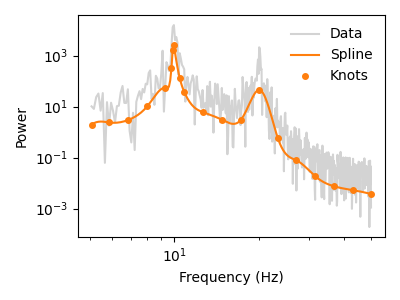 Data
Spline
Knots
10³
10¹
10⁻¹
10⁻³
Power
10¹
Frequency (Hz)